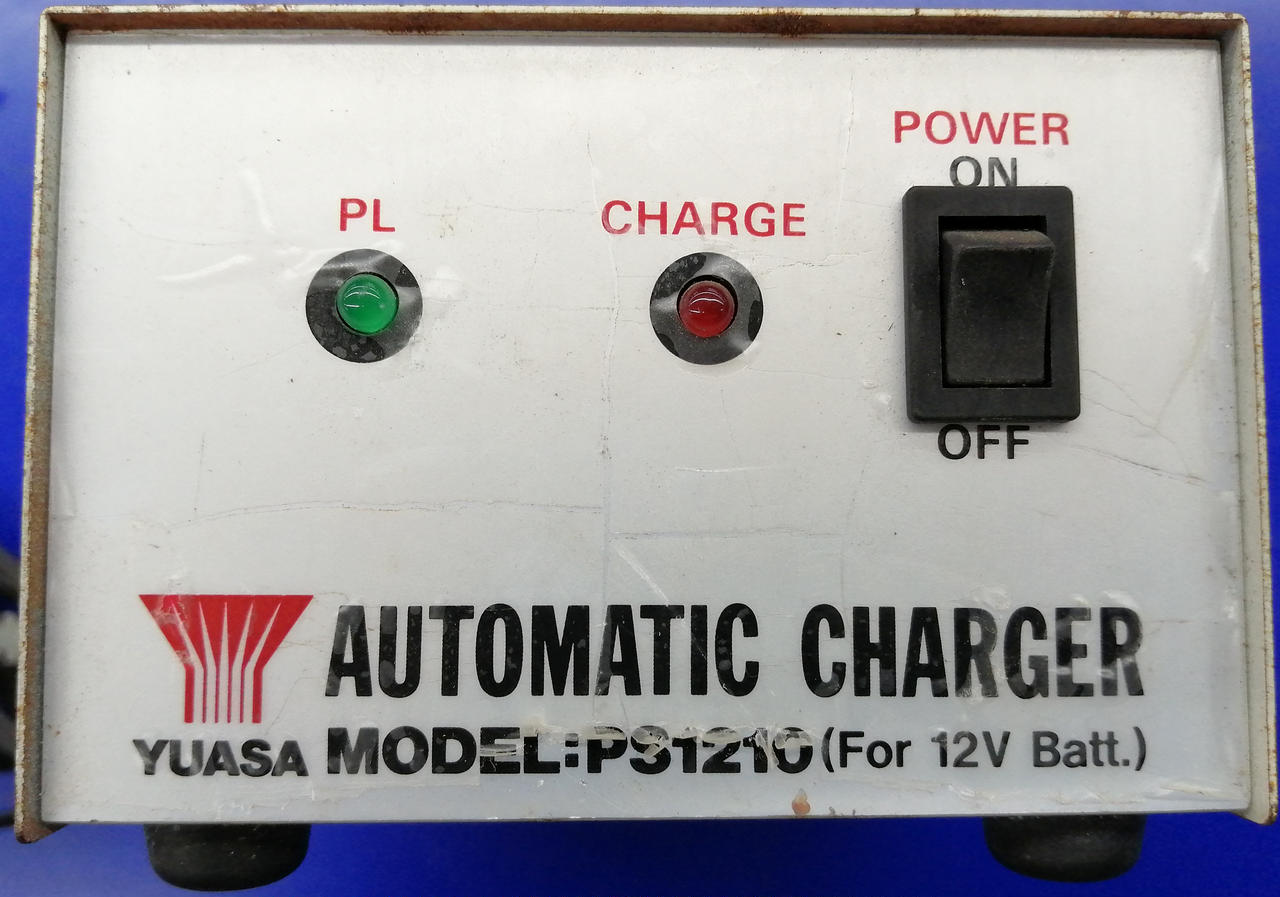 POWER
ON
PL
CHARGE
OFF
AUTOMATIC CHARGER
YUASA
MODEL:PS1210 (For 12V Batt.)